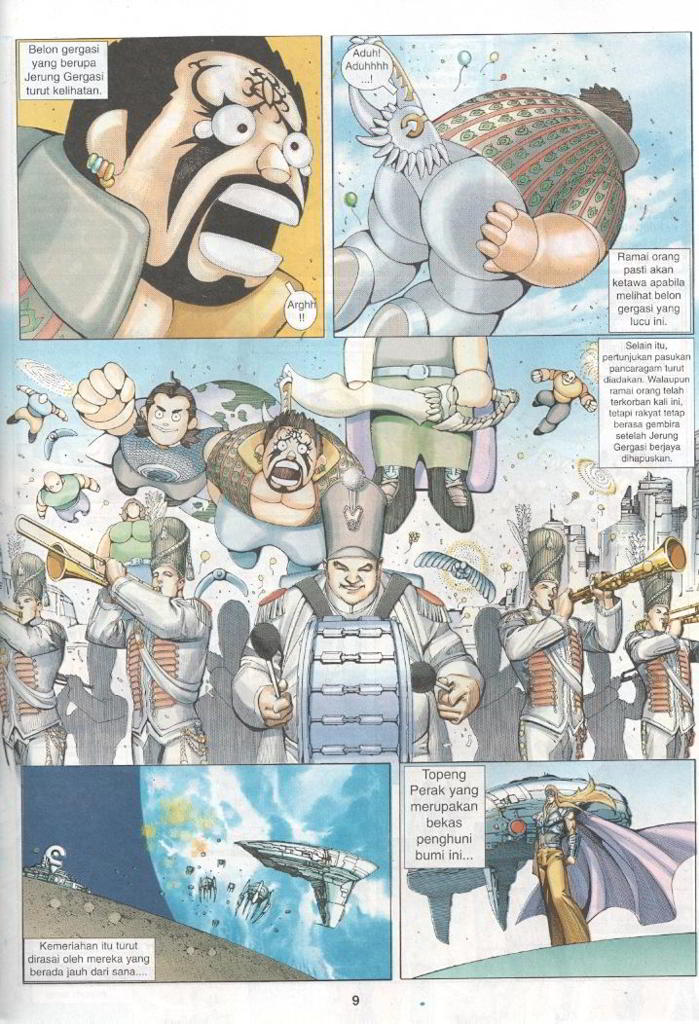 Belon gergasi
yang berupa
Jerung Gergasi
turut kelihatan.
Arghh
!!
Aduh!
Aduhhhh
...!
Ramai orang
pasti akan
ketawa apabila
melihat belon
gergasi yang
lucu ini.
Selain itu,
pertunjukan pasukan
pancaragam turut
diadakan. Walaupun
ramai orang telah
terkorban kali ini,
tetapi rakyat tetap
berasa gembira
setelah Jerung
Gergasi berjaya
dihapuskan.
Kemeriahan itu turut
dirasai oleh mereka yang
berada jauh dari sana....
Topeng
Perak yang
merupakan
bekas
penghuni
bumi ini...
9